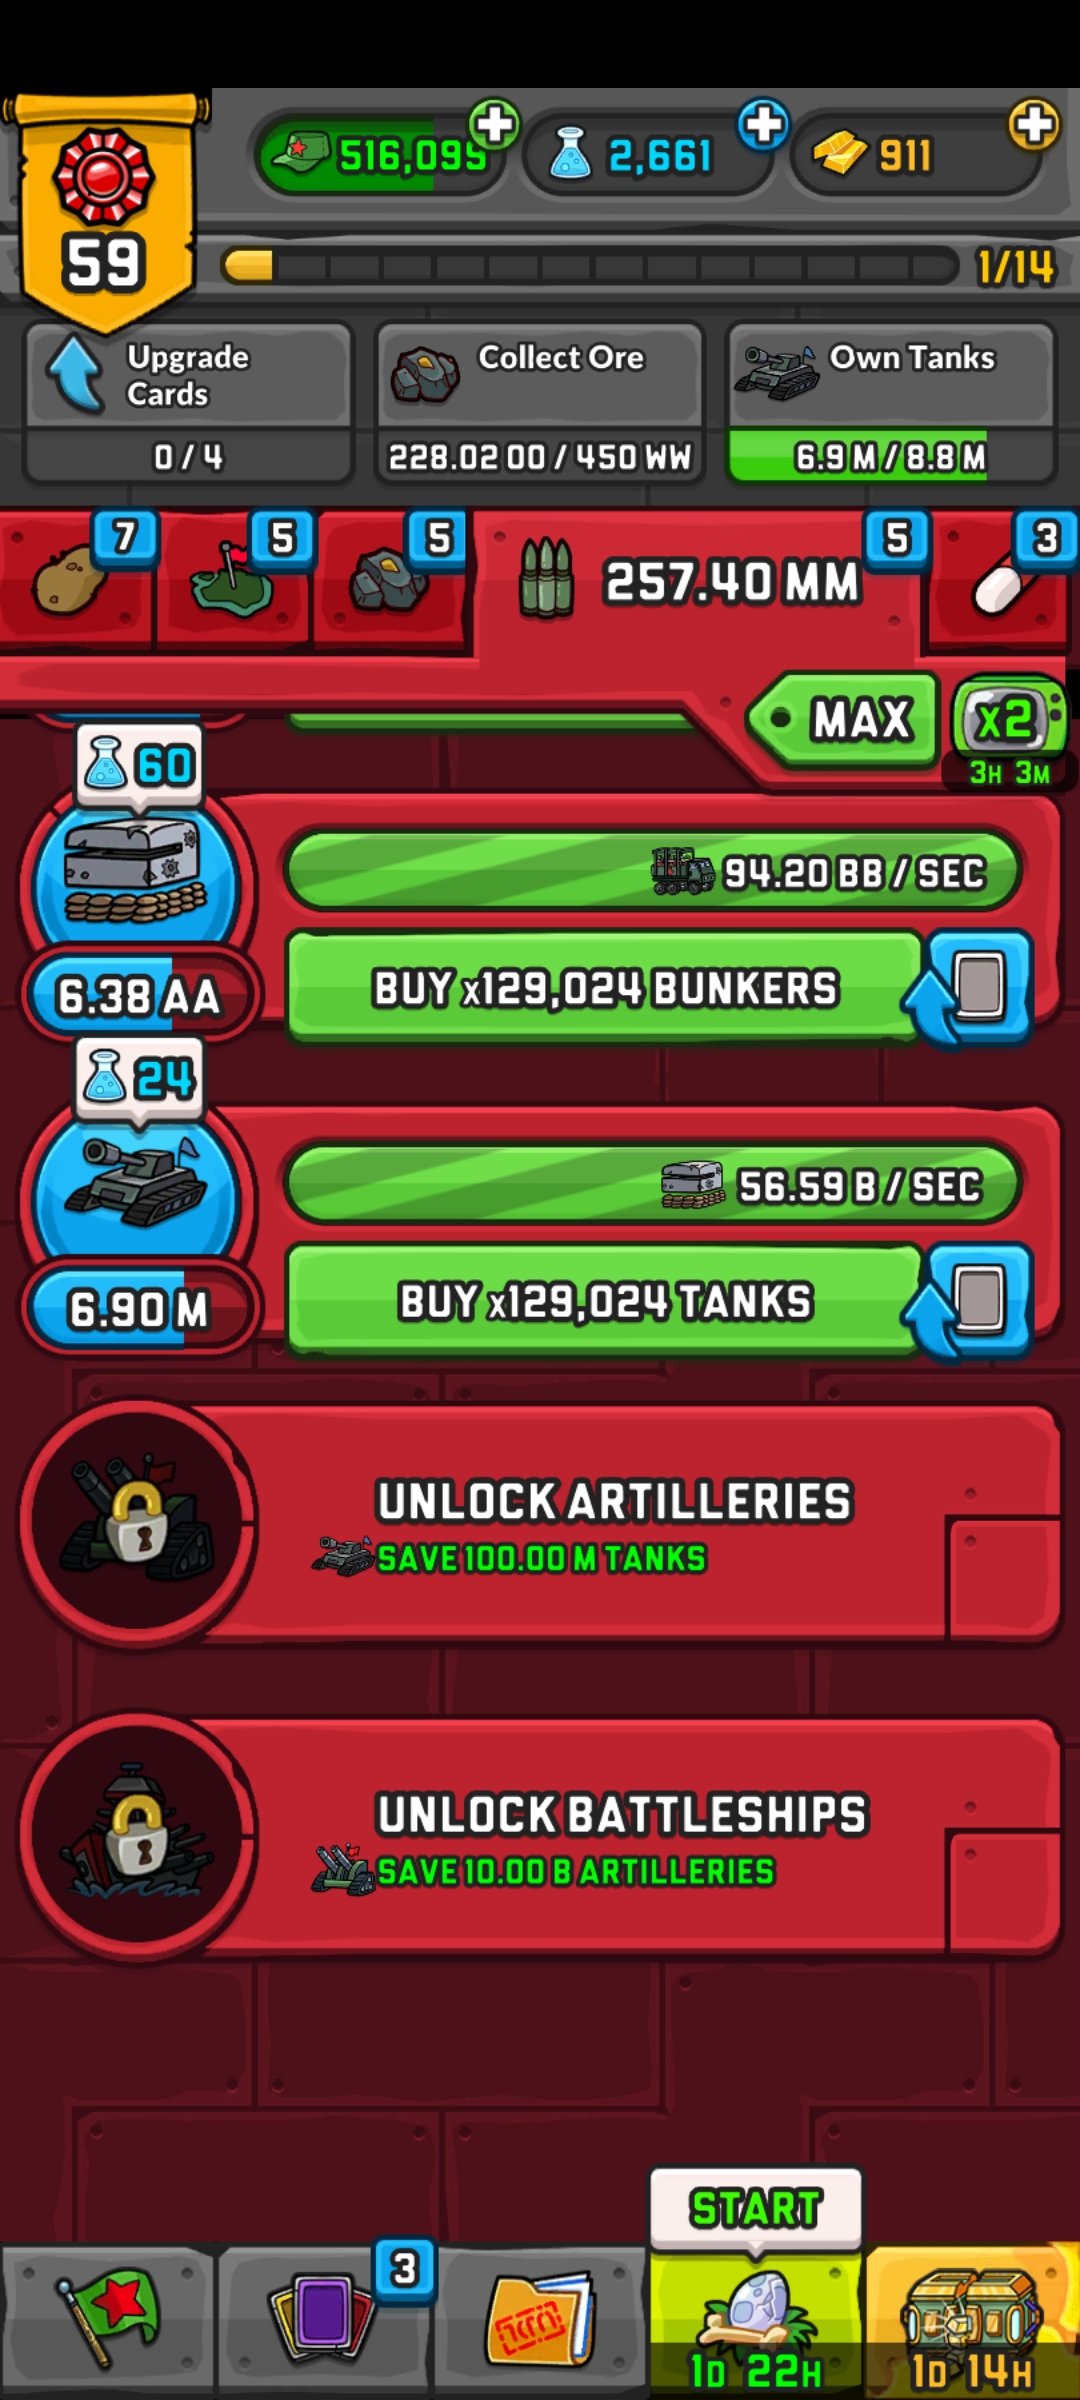 516,099
2,661
911
59
1/14
Upgrade
Cards
0 / 4
Collect Ore
228.02 OO / 450 WW
Own Tanks
6.9 M / 8.8 M
7
5
5
257.40 MM
5
3
MAX
x2
3H 3M
60
94.20 BB / SEC
6.38 AA
BUY x129,024 BUNKERS
24
56.59 B / SEC
6.90 M
BUY x129,024 TANKS
UNLOCK ARTILLERIES
SAVE 100.00 M TANKS
UNLOCK BATTLESHIPS
SAVE 10.00 B ARTILLERIES
START
3
1D 22H
1D 14H